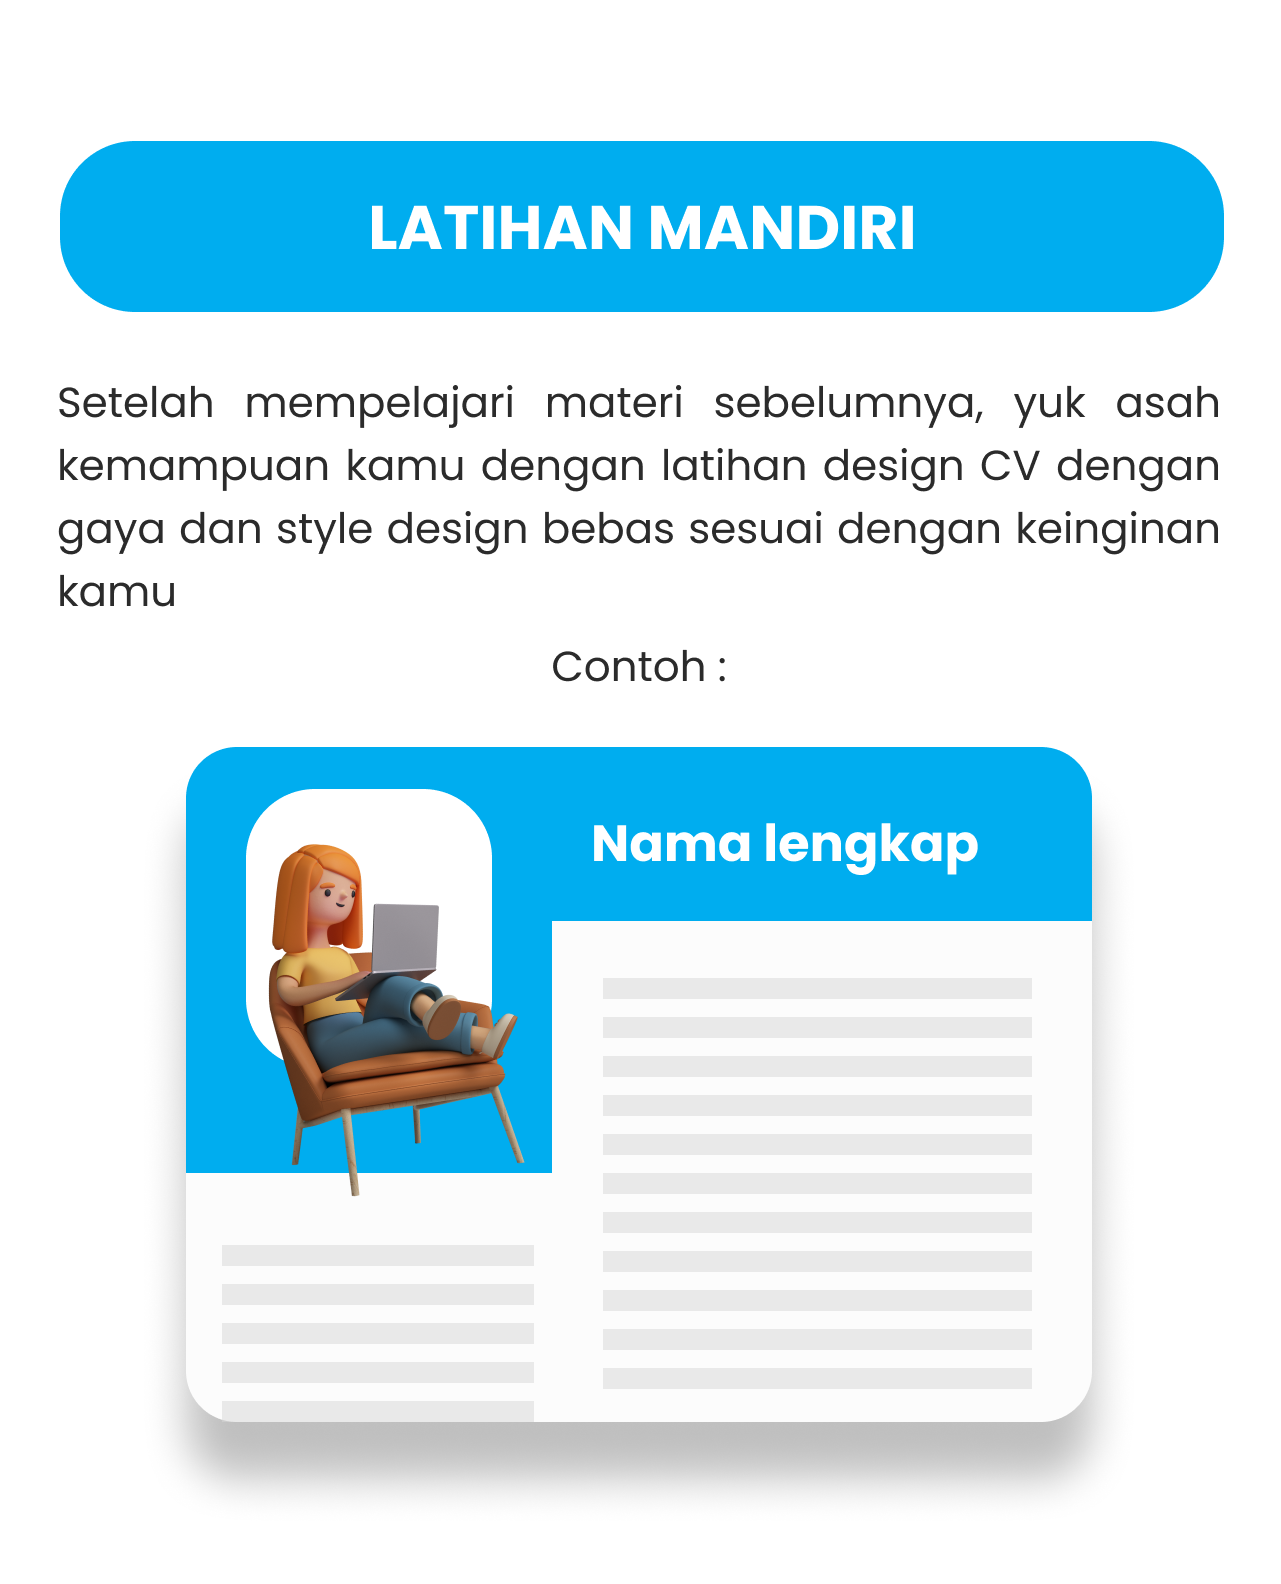 LATIHAN MANDIRI
Setelah mempelajari materi sebelumnya, yuk asah
kemampuan kamu dengan latihan design CV dengan
gaya dan style design bebas sesuai dengan keinginan
kamu
Contoh :
Nama lengkap